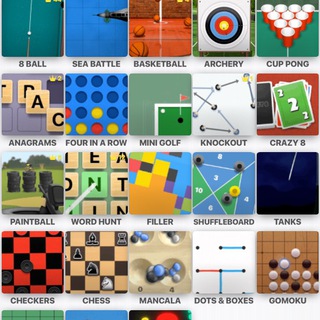 8 BALL SEA BATTLE BASKETBALL ARCHERY CUP PONG
D A C
ANAGRAMS FOUR IN A ROW MINI GOLF KNOCKOUT CRAZY 8
2
PAINTBALL WORD HUNT FILLER SHUFFLEBOARD TANKS
CHECKERS CHESS MANCALA DOTS & BOXES GOMOKU